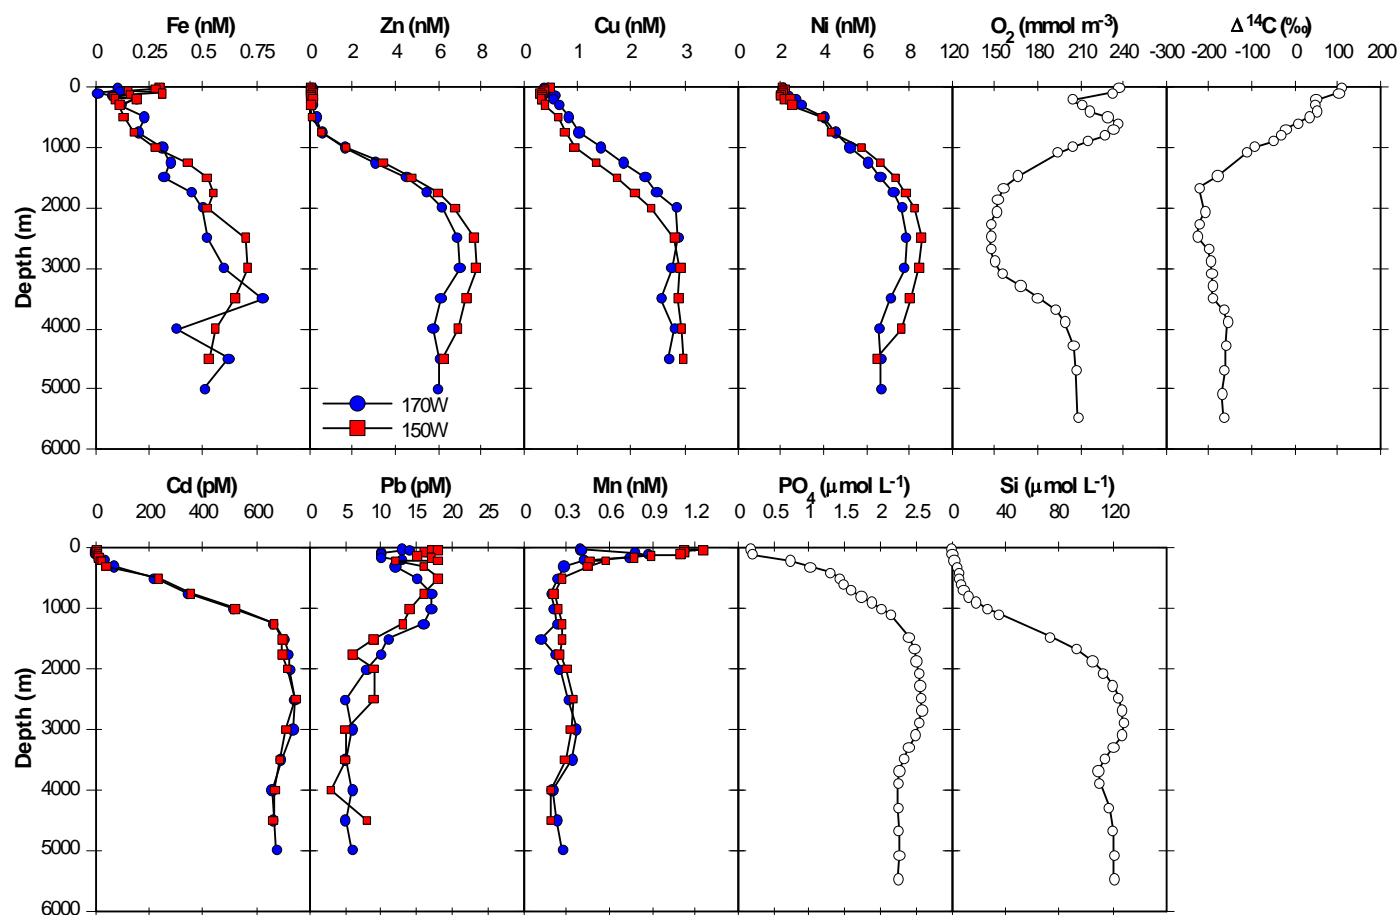 Fe (nM) Zn (nM) Cu (nM) Ni (nM) O₂ (mmol m⁻³) Δ ¹⁴C (‰)
0 0.25 0.5 0.75 0 2 4 6 8 0 1 2 3 0 2 4 6 8 120 150 180 210 240 -300 -200 -100 0 100 200
0
1000
2000
3000
4000
5000
6000
Depth (m)
170W
150W
Cd (pM) Pb (pM) Mn (nM) PO₄ (μmol L⁻¹) Si (μmol L⁻¹)
0 200 400 600 0 5 10 15 20 25 0 0.3 0.6 0.9 1.2 0 0.5 1 1.5 2 2.5 0 40 80 120
0
1000
2000
3000
4000
5000
6000
Depth (m)